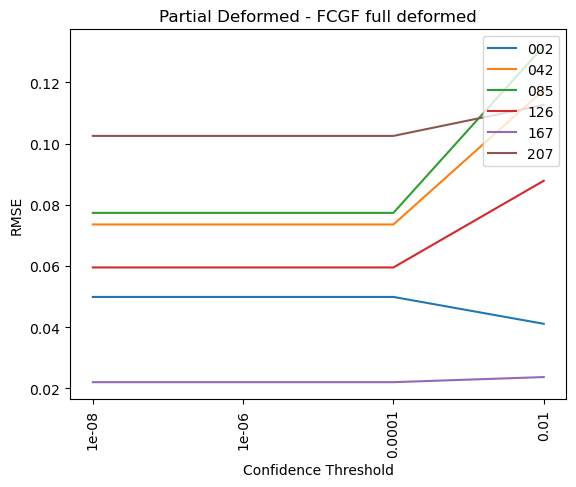 Partial Deformed - FCGF full deformed
002
042
085
126
167
207
RMSE
0.12
0.10
0.08
0.06
0.04
0.02
1e-08
1e-06
0.0001
0.01
Confidence Threshold